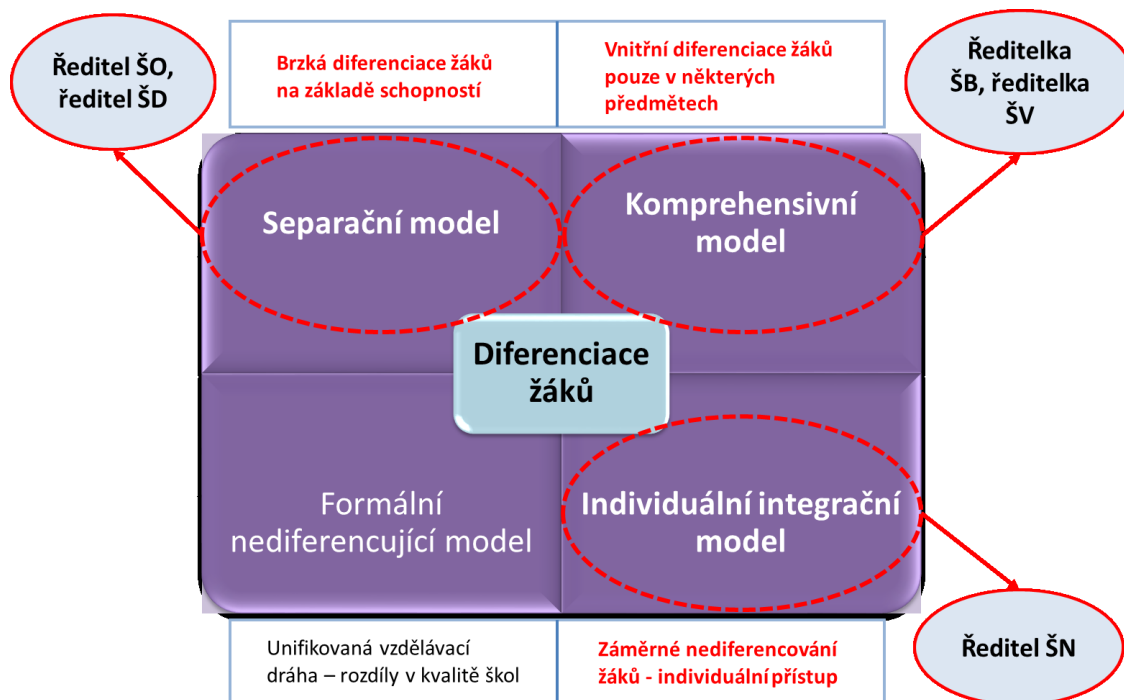 Ředitel ŠO,
ředitel ŠD
Brzká diferenciace žáků
na základě schopností
Vnitřní diferenciace žáků
pouze v některých
předmětech
Ředitelka
ŠB, ředitelka
ŠV
Separační model
Komprehensivní
model
Diferenciace
žáků
Formální
nediferencující model
Individuální integrační
model
Unifikovaná vzdělávací
dráha – rozdíly v kvalitě škol
Záměrné nediferencování
žáků - individuální přístup
Ředitel ŠN